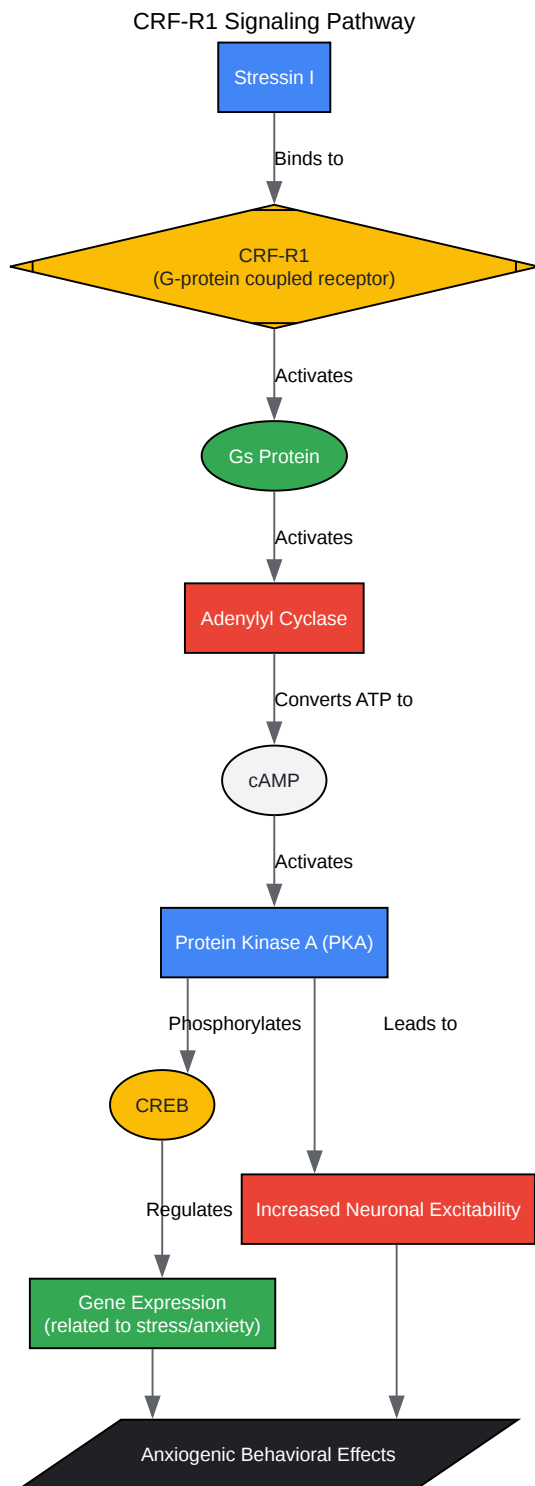 CRF-R1 Signaling Pathway
Stressin I
Binds to
CRF-R1
(G-protein coupled receptor)
Activates
Gs Protein
Activates
Adenylyl Cyclase
Converts ATP to
cAMP
Activates
Protein Kinase A (PKA)
Phosphorylates
Leads to
CREB
Regulates
Increased Neuronal Excitability
Gene Expression
(related to stress/anxiety)
Anxiogenic Behavioral Effects